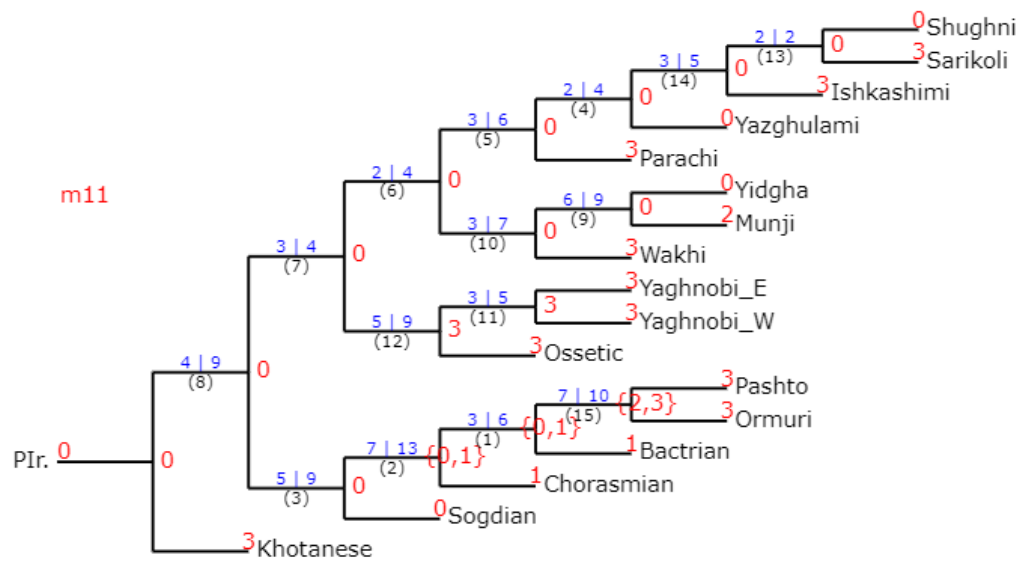 0 Shughni
2 | 2
(13)
0
3 Sarikoli
3 | 5
(14)
0
3 Ishkashimi
2 | 4
(4)
0
0 Yazghulami
3 | 6
(5)
0
3 Parachi
2 | 4
(6)
0
m11
0 Yidgha
6 | 9
(9)
0
2 Munji
3 | 7
(10)
0
3 Wakhi
3 | 4
(7)
0
3 Yaghnobi_E
3 | 5
(11)
3
3 Yaghnobi_W
5 | 9
(12)
3
3 Ossetic
4 | 9
(8)
0
3 Pashto
7 | 10
(15)
{2,3}
3 Ormuri
3 | 6
(1)
{0,1}
1 Bactrian
7 | 13
(2)
{0,1}
1 Chorasmian
PIr. 0
0
5 | 9
(3)
0
0 Sogdian
3 Khotanese